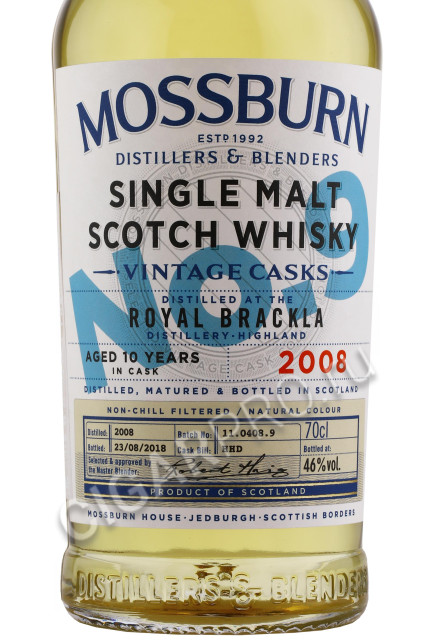 MOSSBURN
ESTD 1992
DISTILLERS & BLENDERS
SINGLE MALT
SCOTCH WHISKY
VINTAGE CASKS
No.9
DISTILLED AT THE
ROYAL BRACKLA
DISTILLERY · HIGHLAND
AGED 10 YEARS
IN CASK
2008
DISTILLED, MATURED & BOTTLED IN SCOTLAND
NON-CHILL FILTERED · NATURAL COLOUR
Distilled: 2008 Batch No: 11.0408.9 70cl
Bottled: 23/08/2018 Cask Bill: HHD
Selected & approved by
the Master Blender:
46%vol.
PRODUCT OF SCOTLAND
MOSSBURN HOUSE · JEDBURGH · SCOTTISH BORDERS
DISTILLERS & BLENDERS